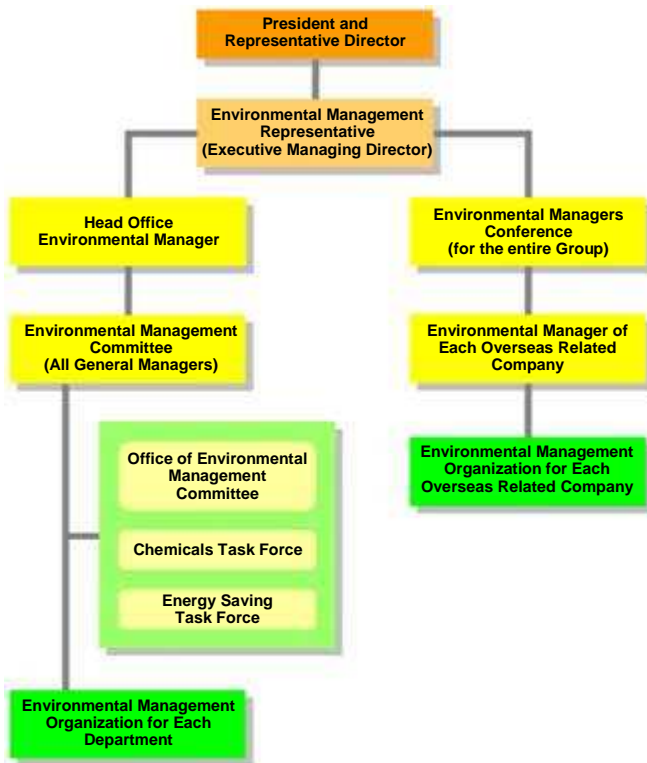 President and
Representative Director
Environmental Management
Representative
(Executive Managing Director)
Head Office
Environmental Manager
Environmental Managers
Conference
(for the entire Group)
Environmental Management
Committee
(All General Managers)
Environmental Manager of
Each Overseas Related
Company
Office of Environmental
Management
Committee
Chemicals Task Force
Energy Saving
Task Force
Environmental Management
Organization for Each
Overseas Related Company
Environmental Management
Organization for Each
Department